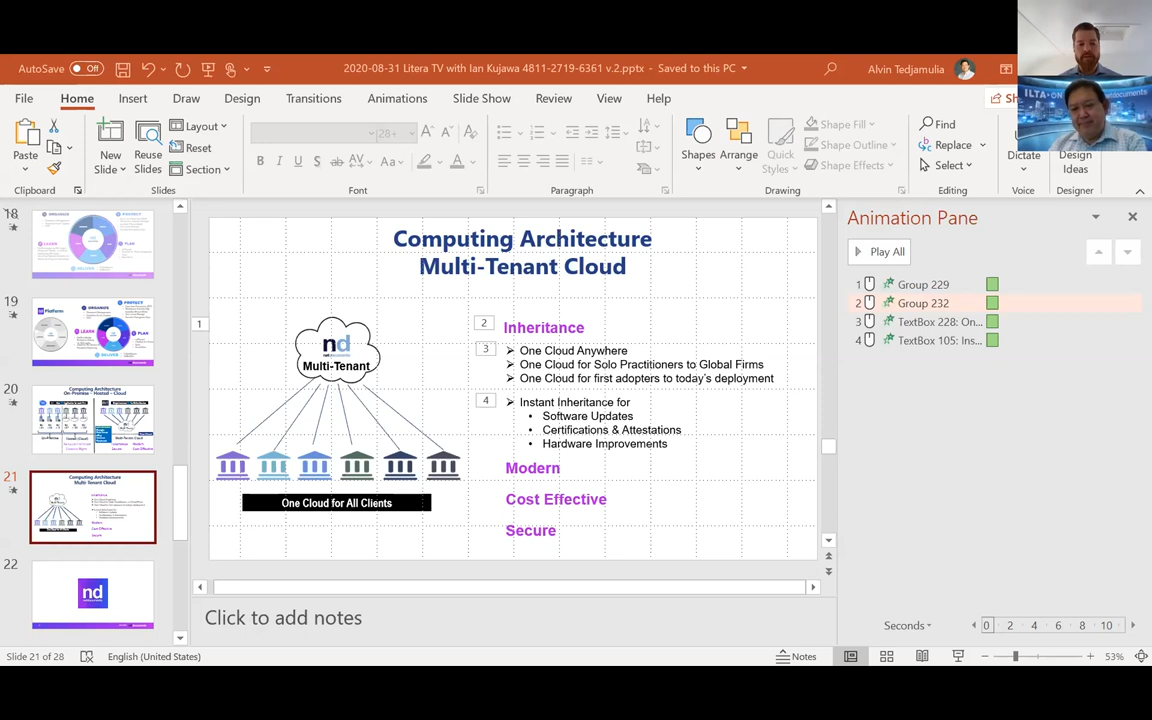 AutoSave Off
2020-08-31 Litera TV with Ian Kujawa 4811-2719-6361 v.2.pptx - Saved to this PC
Alvin Tedjamulia
ILTA-ON
File Home Insert Draw Design Transitions Animations Slide Show Review View Help
Paste
Clipboard
New Slide
Reuse Slides
Layout
Reset
Section
Slides
28+
Font
Paragraph
Shapes
Arrange
Quick Styles
Shape Fill
Shape Outline
Shape Effects
Drawing
Find
Replace
Select
Editing
Dictate
Voice
Design Ideas
Designer
18
19
20
21
22
nd
Computing Architecture
Multi-Tenant Cloud
1
nd
Multi-Tenant
One Cloud for All Clients
2 Inheritance
3 ➢ One Cloud Anywhere
➢ One Cloud for Solo Practitioners to Global Firms
➢ One Cloud for first adopters to today's deployment
4 ➢ Instant Inheritance for
• Software Updates
• Certifications & Attestations
• Hardware Improvements
Modern
Cost Effective
Secure
Click to add notes
Animation Pane
Play All
1 Group 229
2 Group 232
3 TextBox 228: On...
4 TextBox 105: Ins...
Seconds 0 2 4 6 8 10
Slide 21 of 28 English (United States) Notes 53%